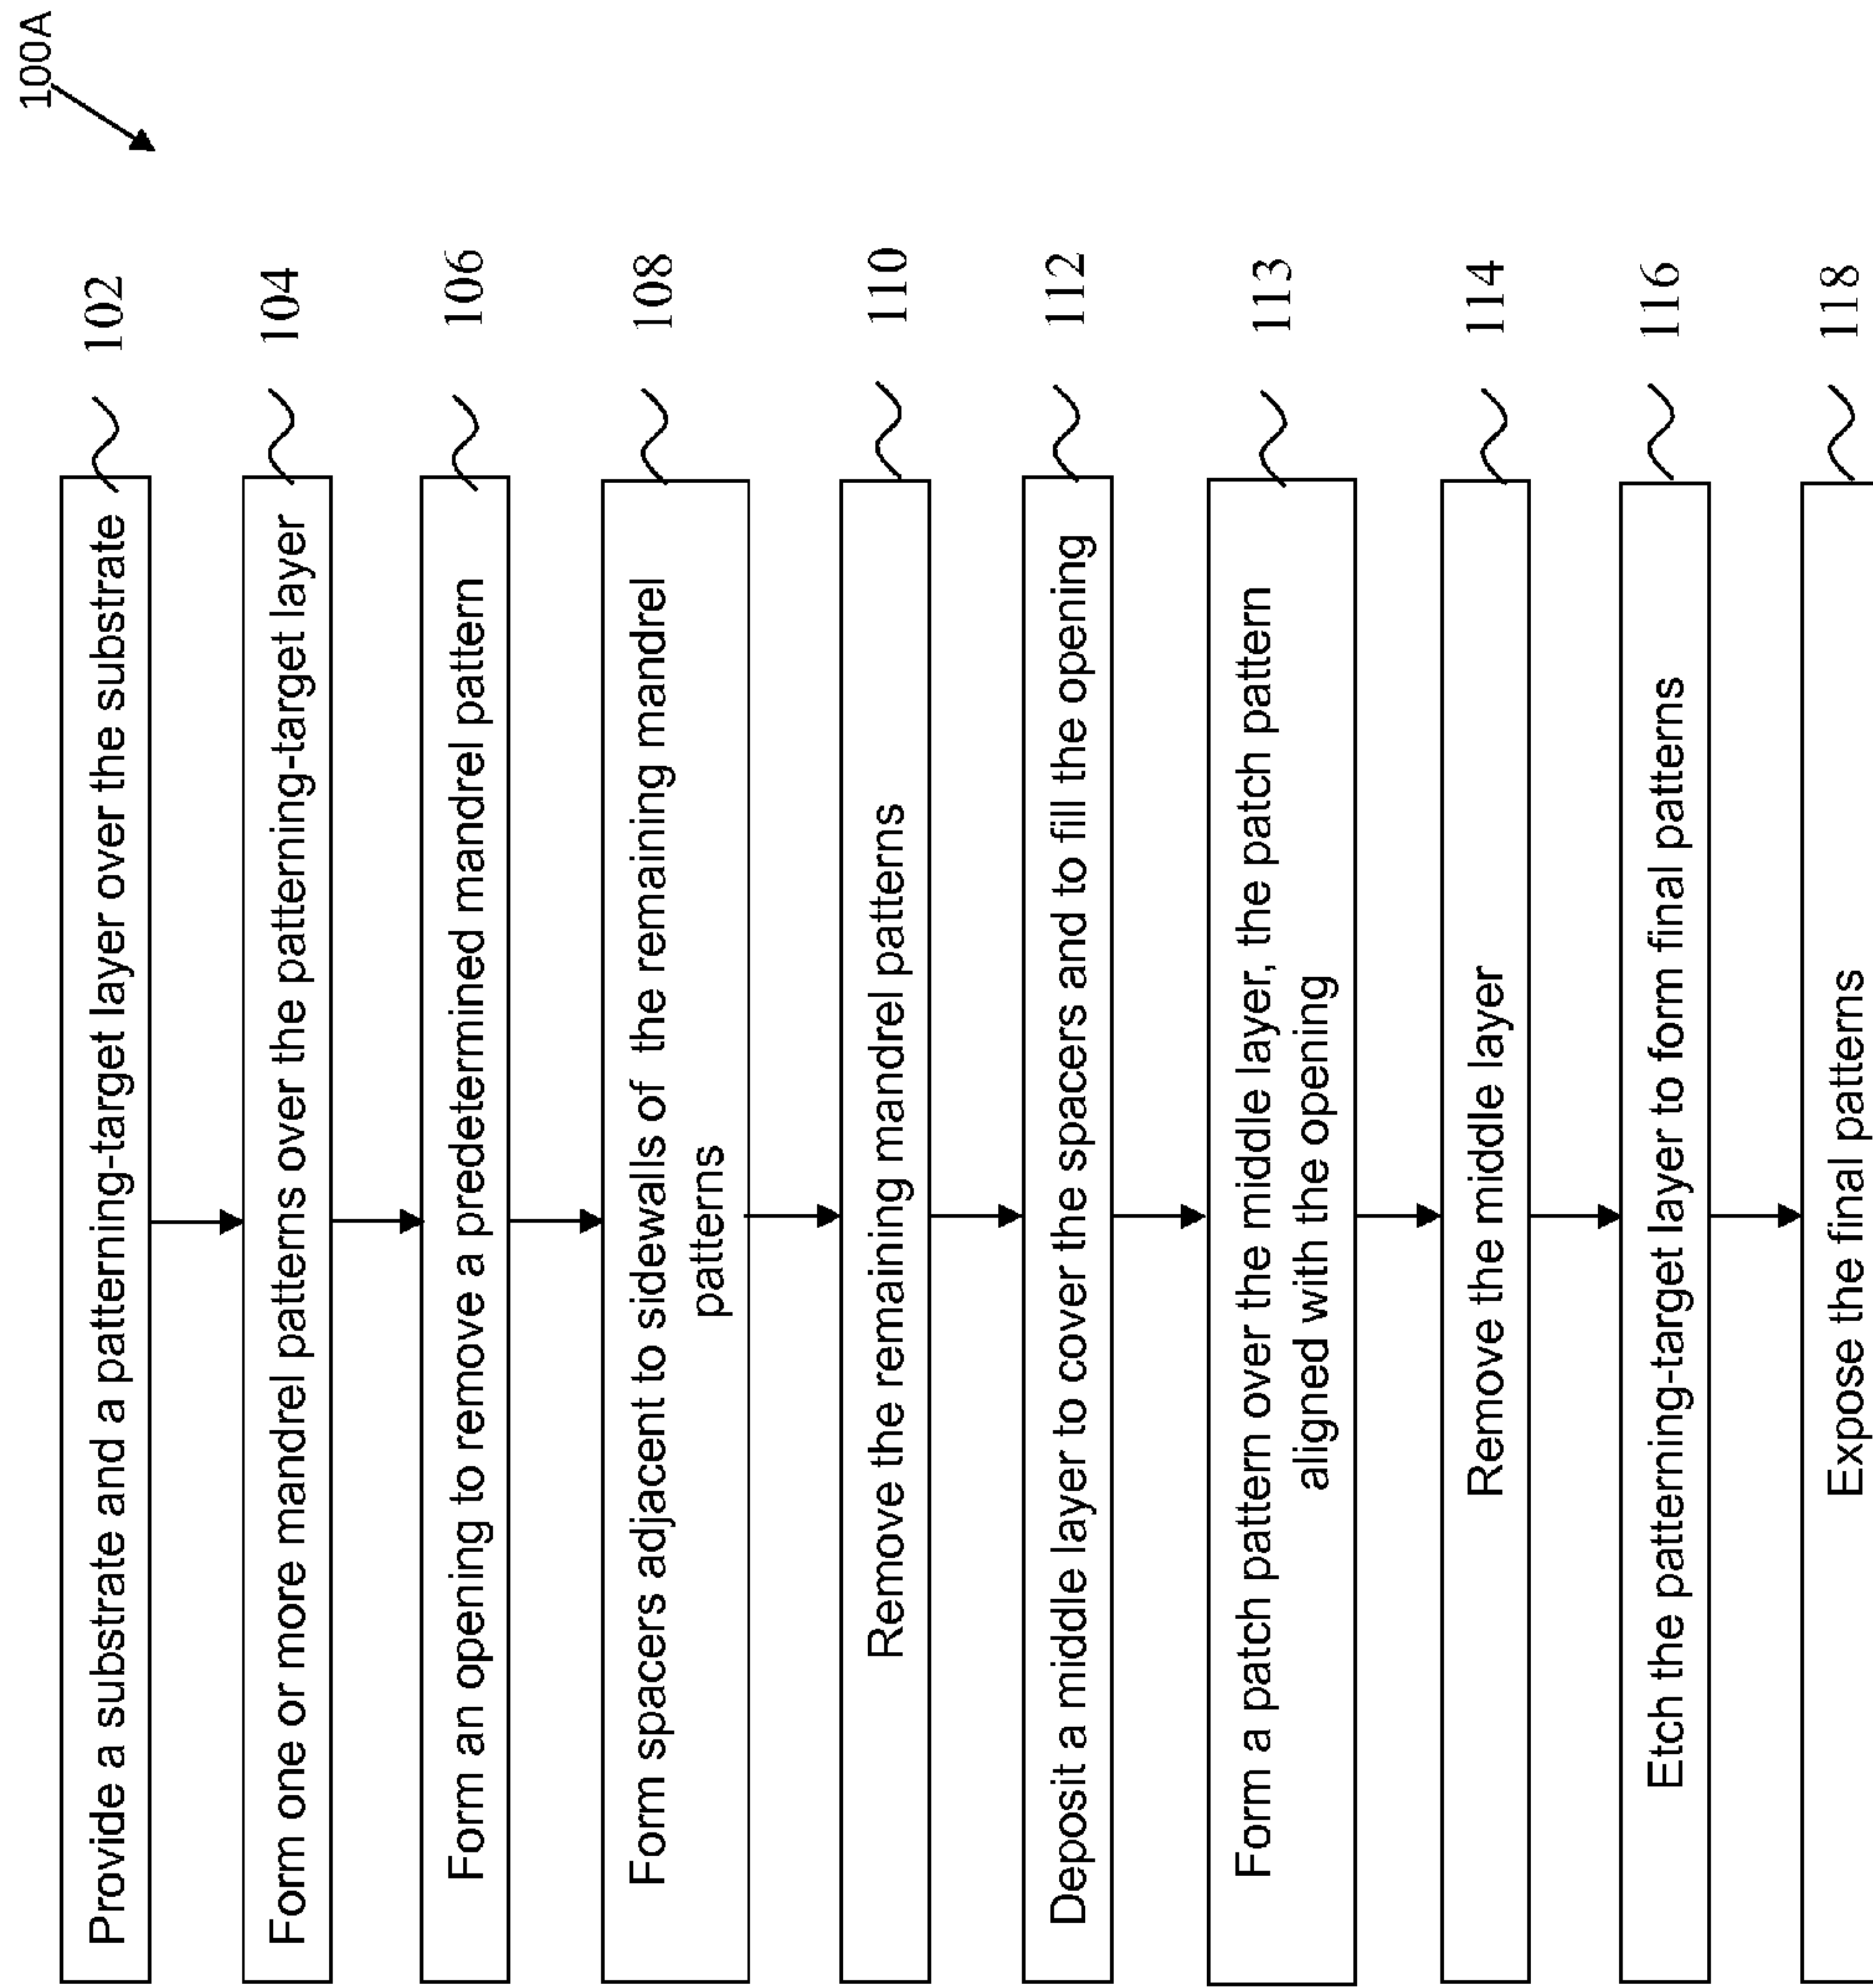 100A
Provide a substrate and a patterning-target layer over the substrate
102
Form one or more mandrel patterns over the patterning-target layer
104
Form an opening to remove a predetermined mandrel pattern
106
Form spacers adjacent to sidewalls of the remaining mandrel
patterns
108
Remove the remaining mandrel patterns
110
Deposit a middle layer to cover the spacers and to fill the opening
112
Form a patch pattern over the middle layer, the patch pattern
aligned with the opening
113
Remove the middle layer
114
Etch the patterning-target layer to form final patterns
116
Expose the final patterns
118